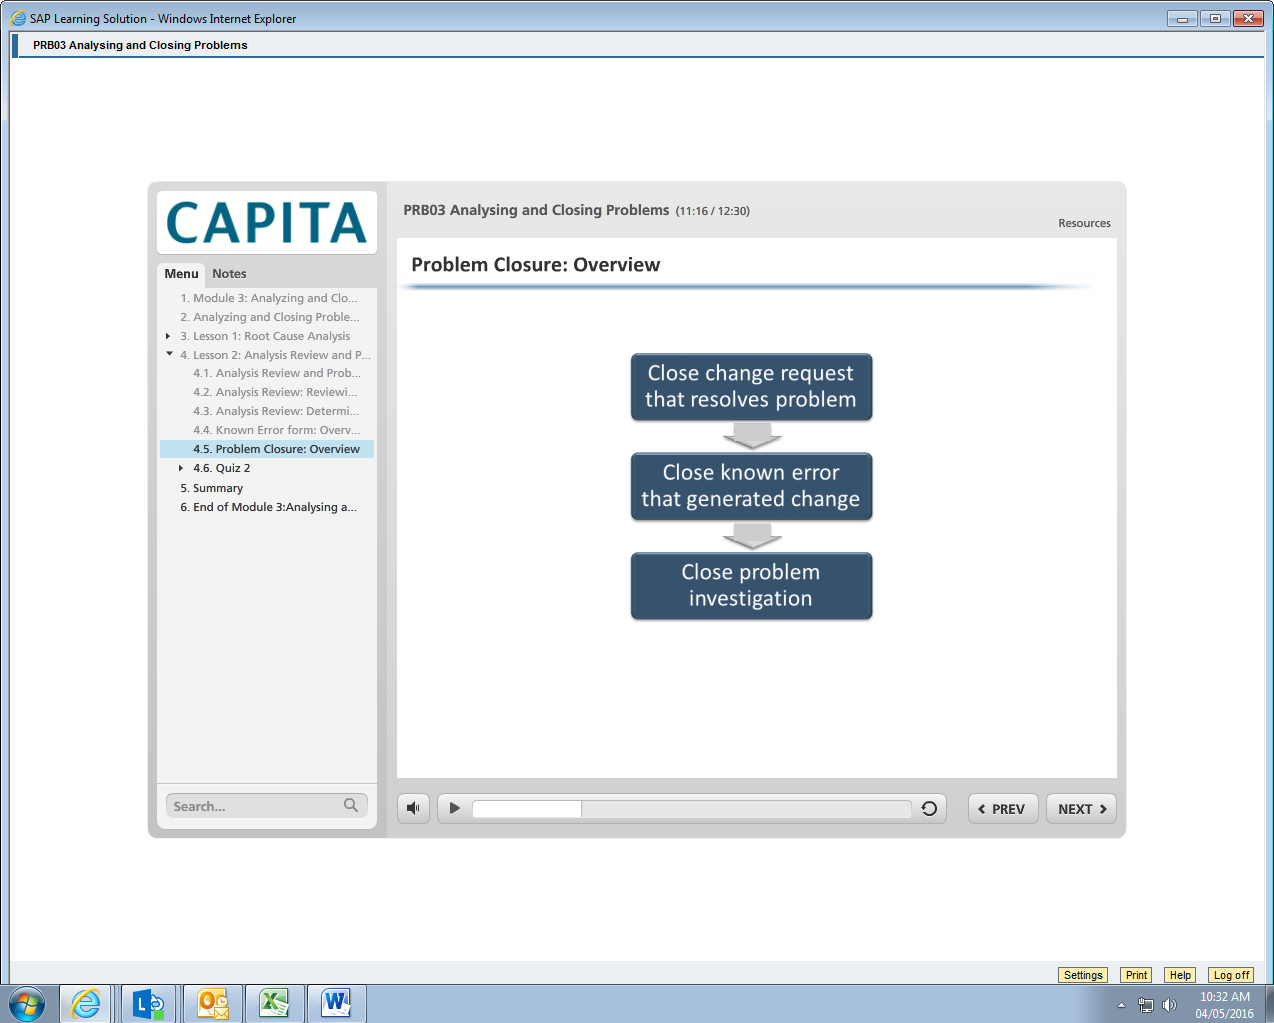 SAP Learning Solution - Windows Internet Explorer
PRB03 Analysing and Closing Problems
CAPITA
PRB03 Analysing and Closing Problems (11:16 / 12:30)
Resources
Menu Notes
1. Module 3: Analyzing and Clo...
2. Analyzing and Closing Proble...
3. Lesson 1: Root Cause Analysis
4. Lesson 2: Analysis Review and P...
4.1. Analysis Review and Prob...
4.2. Analysis Review: Reviewi...
4.3. Analysis Review: Determi...
4.4. Known Error form: Overv...
4.5. Problem Closure: Overview
4.6. Quiz 2
5. Summary
6. End of Module 3:Analysing a...
Search...
Problem Closure: Overview
Close change request
that resolves problem
Close known error
that generated change
Close problem
investigation
PREV
NEXT
Settings Print Help Log off
10:32 AM
04/05/2016